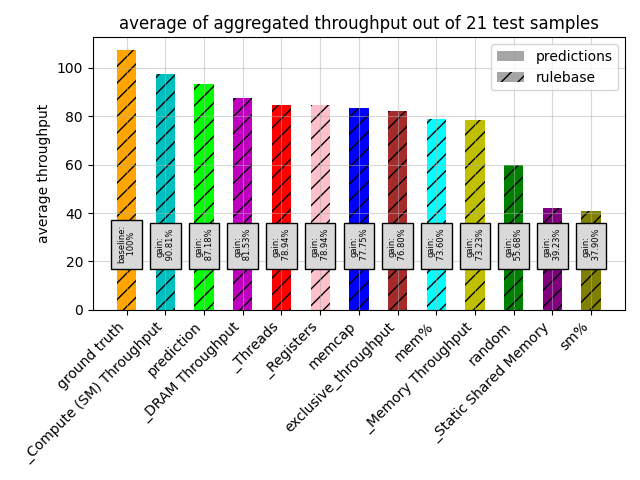 average of aggregated throughput out of 21 test samples
predictions
rulebase
average throughput
100
80
60
40
20
0
baseline:
100%
gain:
90.81%
gain:
87.18%
gain:
81.53%
gain:
78.94%
gain:
78.94%
gain:
77.75%
gain:
76.80%
gain:
73.60%
gain:
73.23%
gain:
55.68%
gain:
39.23%
gain:
37.90%
ground truth
_Compute (SM) Throughput
prediction
_DRAM Throughput
_Threads
_Registers
memcap
exclusive_throughput
mem%
_Memory Throughput
random
_Static Shared Memory
sm%